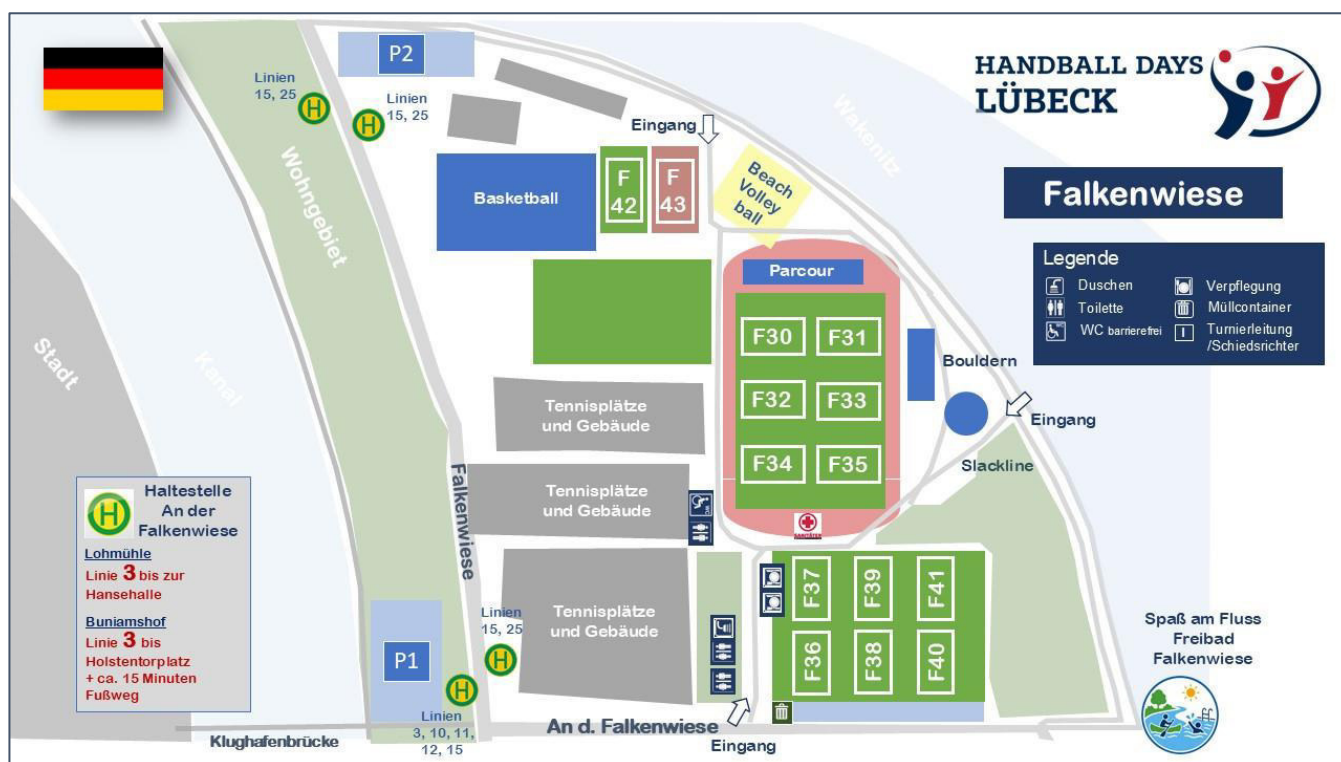 P2
Linien
15, 25
H
Linien
15, 25
H
HANDBALL DAYS
LÜBECK
Falkenwiese
Legende
Duschen
Toilette
WC barrierefrei
Verpflegung
Müllcontainer
Turnierleitung
/Schiedsrichter
Eingang
Wakenitz
Wohngebiet
Basketball
F
42
F
43
Beach
Volley
ball
Parcour
F30
F31
F32
F33
F34
F35
Bouldern
Eingang
Slackline
Stadt
Kanal
Tennisplätze
und Gebäude
Falkenwiese
Tennisplätze
und Gebäude
WC
SANITÄTER
H
Haltestelle
An der
Falkenwiese
Lohmühle
Linie 3 bis zur
Hansehalle
Buniamshof
Linie 3 bis
Holstentorplatz
+ ca. 15 Minuten
Fußweg
Tennisplätze
und Gebäude
Linien
15, 25
H
P1
H
Linien
3, 10, 11,
12, 15
F37
F39
F41
F36
F38
F40
Spaß am Fluss
Freibad
Falkenwiese
An d. Falkenwiese
Eingang
Klughafenbrücke